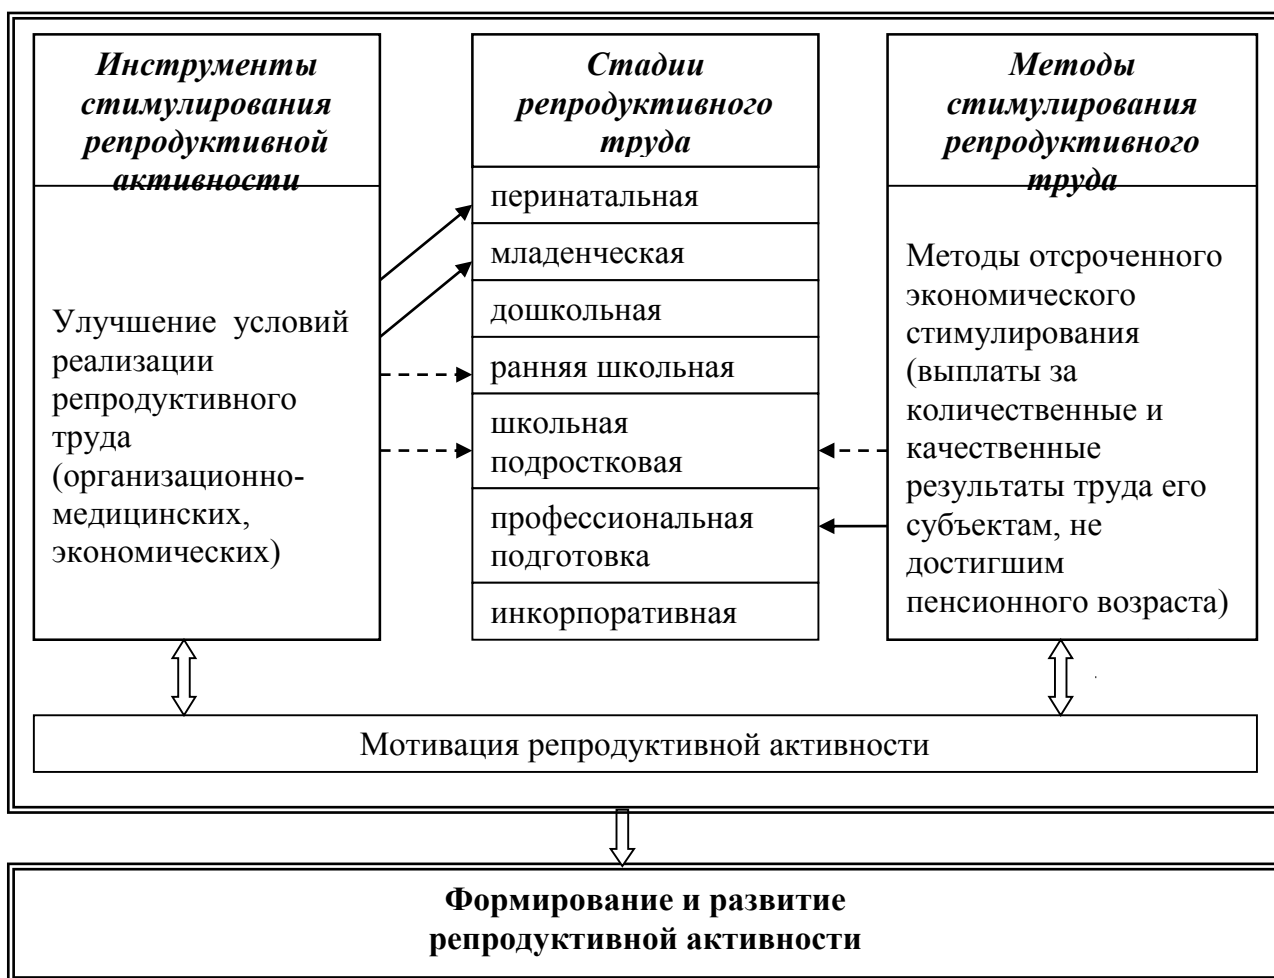 Инструменты
стимулирования
репродуктивной
активности
Улучшение условий
реализации
репродуктивного
труда
(организационно-
медицинских,
экономических)
Стадии
репродуктивного
труда
перинатальная
младенческая
дошкольная
ранняя школьная
школьная
подростковая
профессиональная
подготовка
инкорпоративная
Методы
стимулирования
репродуктивного
труда
Методы отсроченного
экономического
стимулирования
(выплаты за
количественные и
качественные
результаты труда его
субъектам, не
достигшим
пенсионного возраста)
Мотивация репродуктивной активности
Формирование и развитие
репродуктивной активности